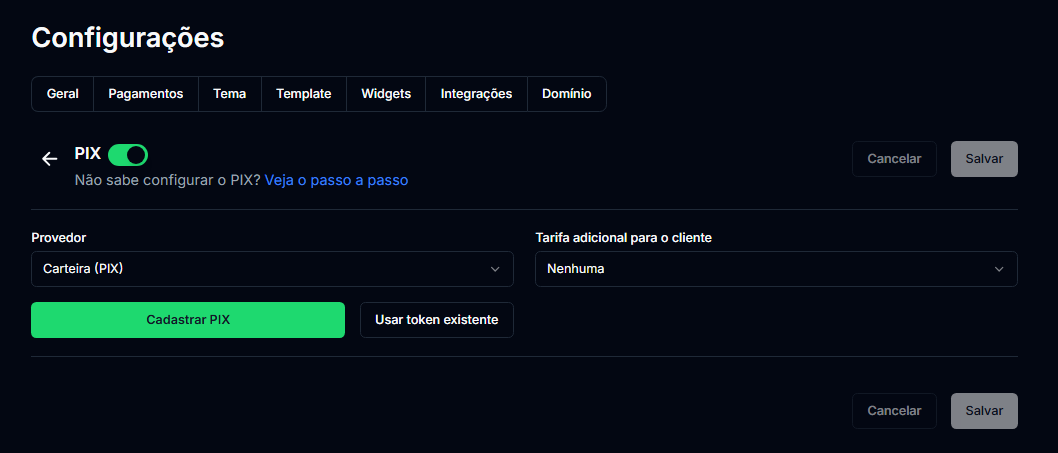 Configurações
Geral Pagamentos Tema Template Widgets Integrações Domínio
PIX
Cancelar Salvar
Não sabe configurar o PIX? Veja o passo a passo
Provedor Tarifa adicional para o cliente
Carteira (PIX) Nenhuma
Cadastrar PIX Usar token existente
Cancelar Salvar